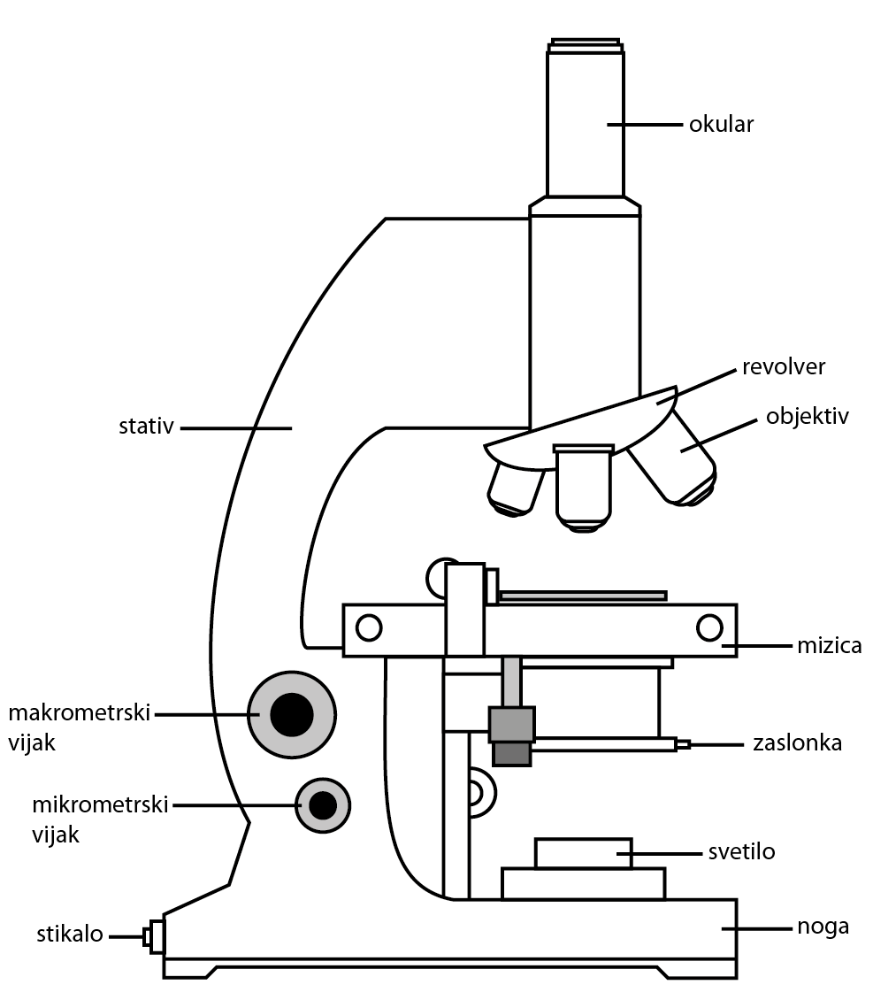 okular
revolver
objektiv
stativ
mizica
makrometrski
vijak
zaslonka
mikrometrski
vijak
svetilo
stikalo
noga